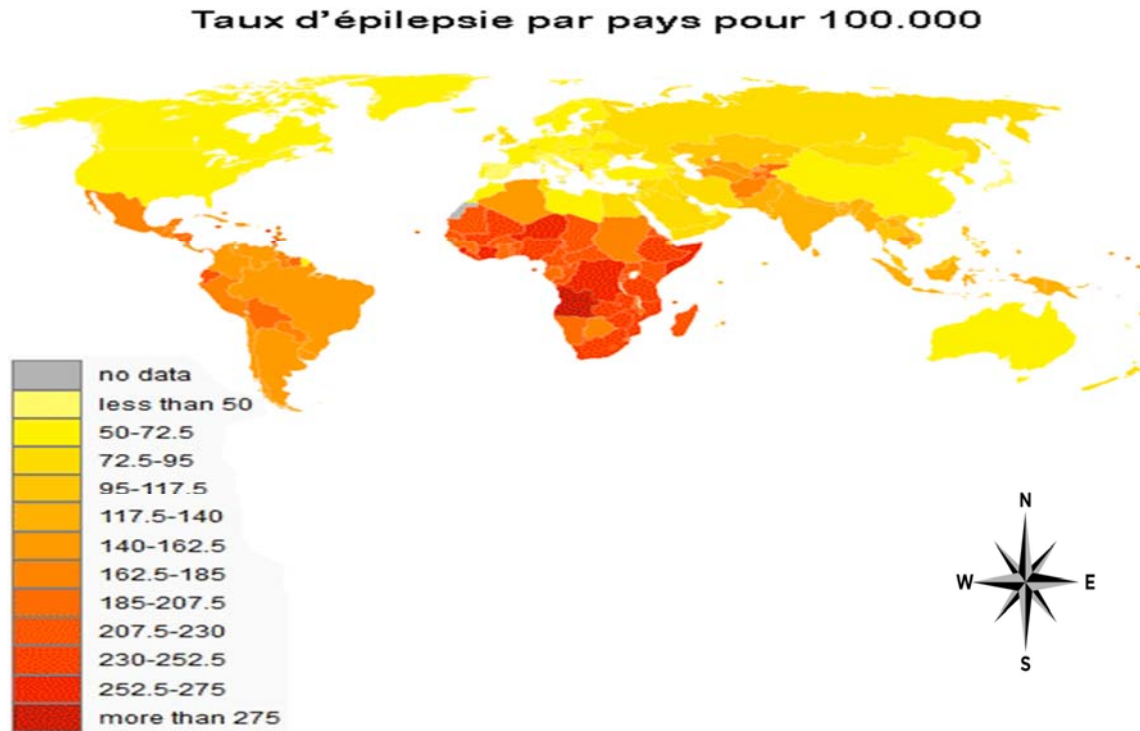 Taux d'épilepsie par pays pour 100.000
no data
less than 50
50-72.5
72.5-95
95-117.5
117.5-140
140-162.5
162.5-185
185-207.5
207.5-230
230-252.5
252.5-275
more than 275
N
W E
S